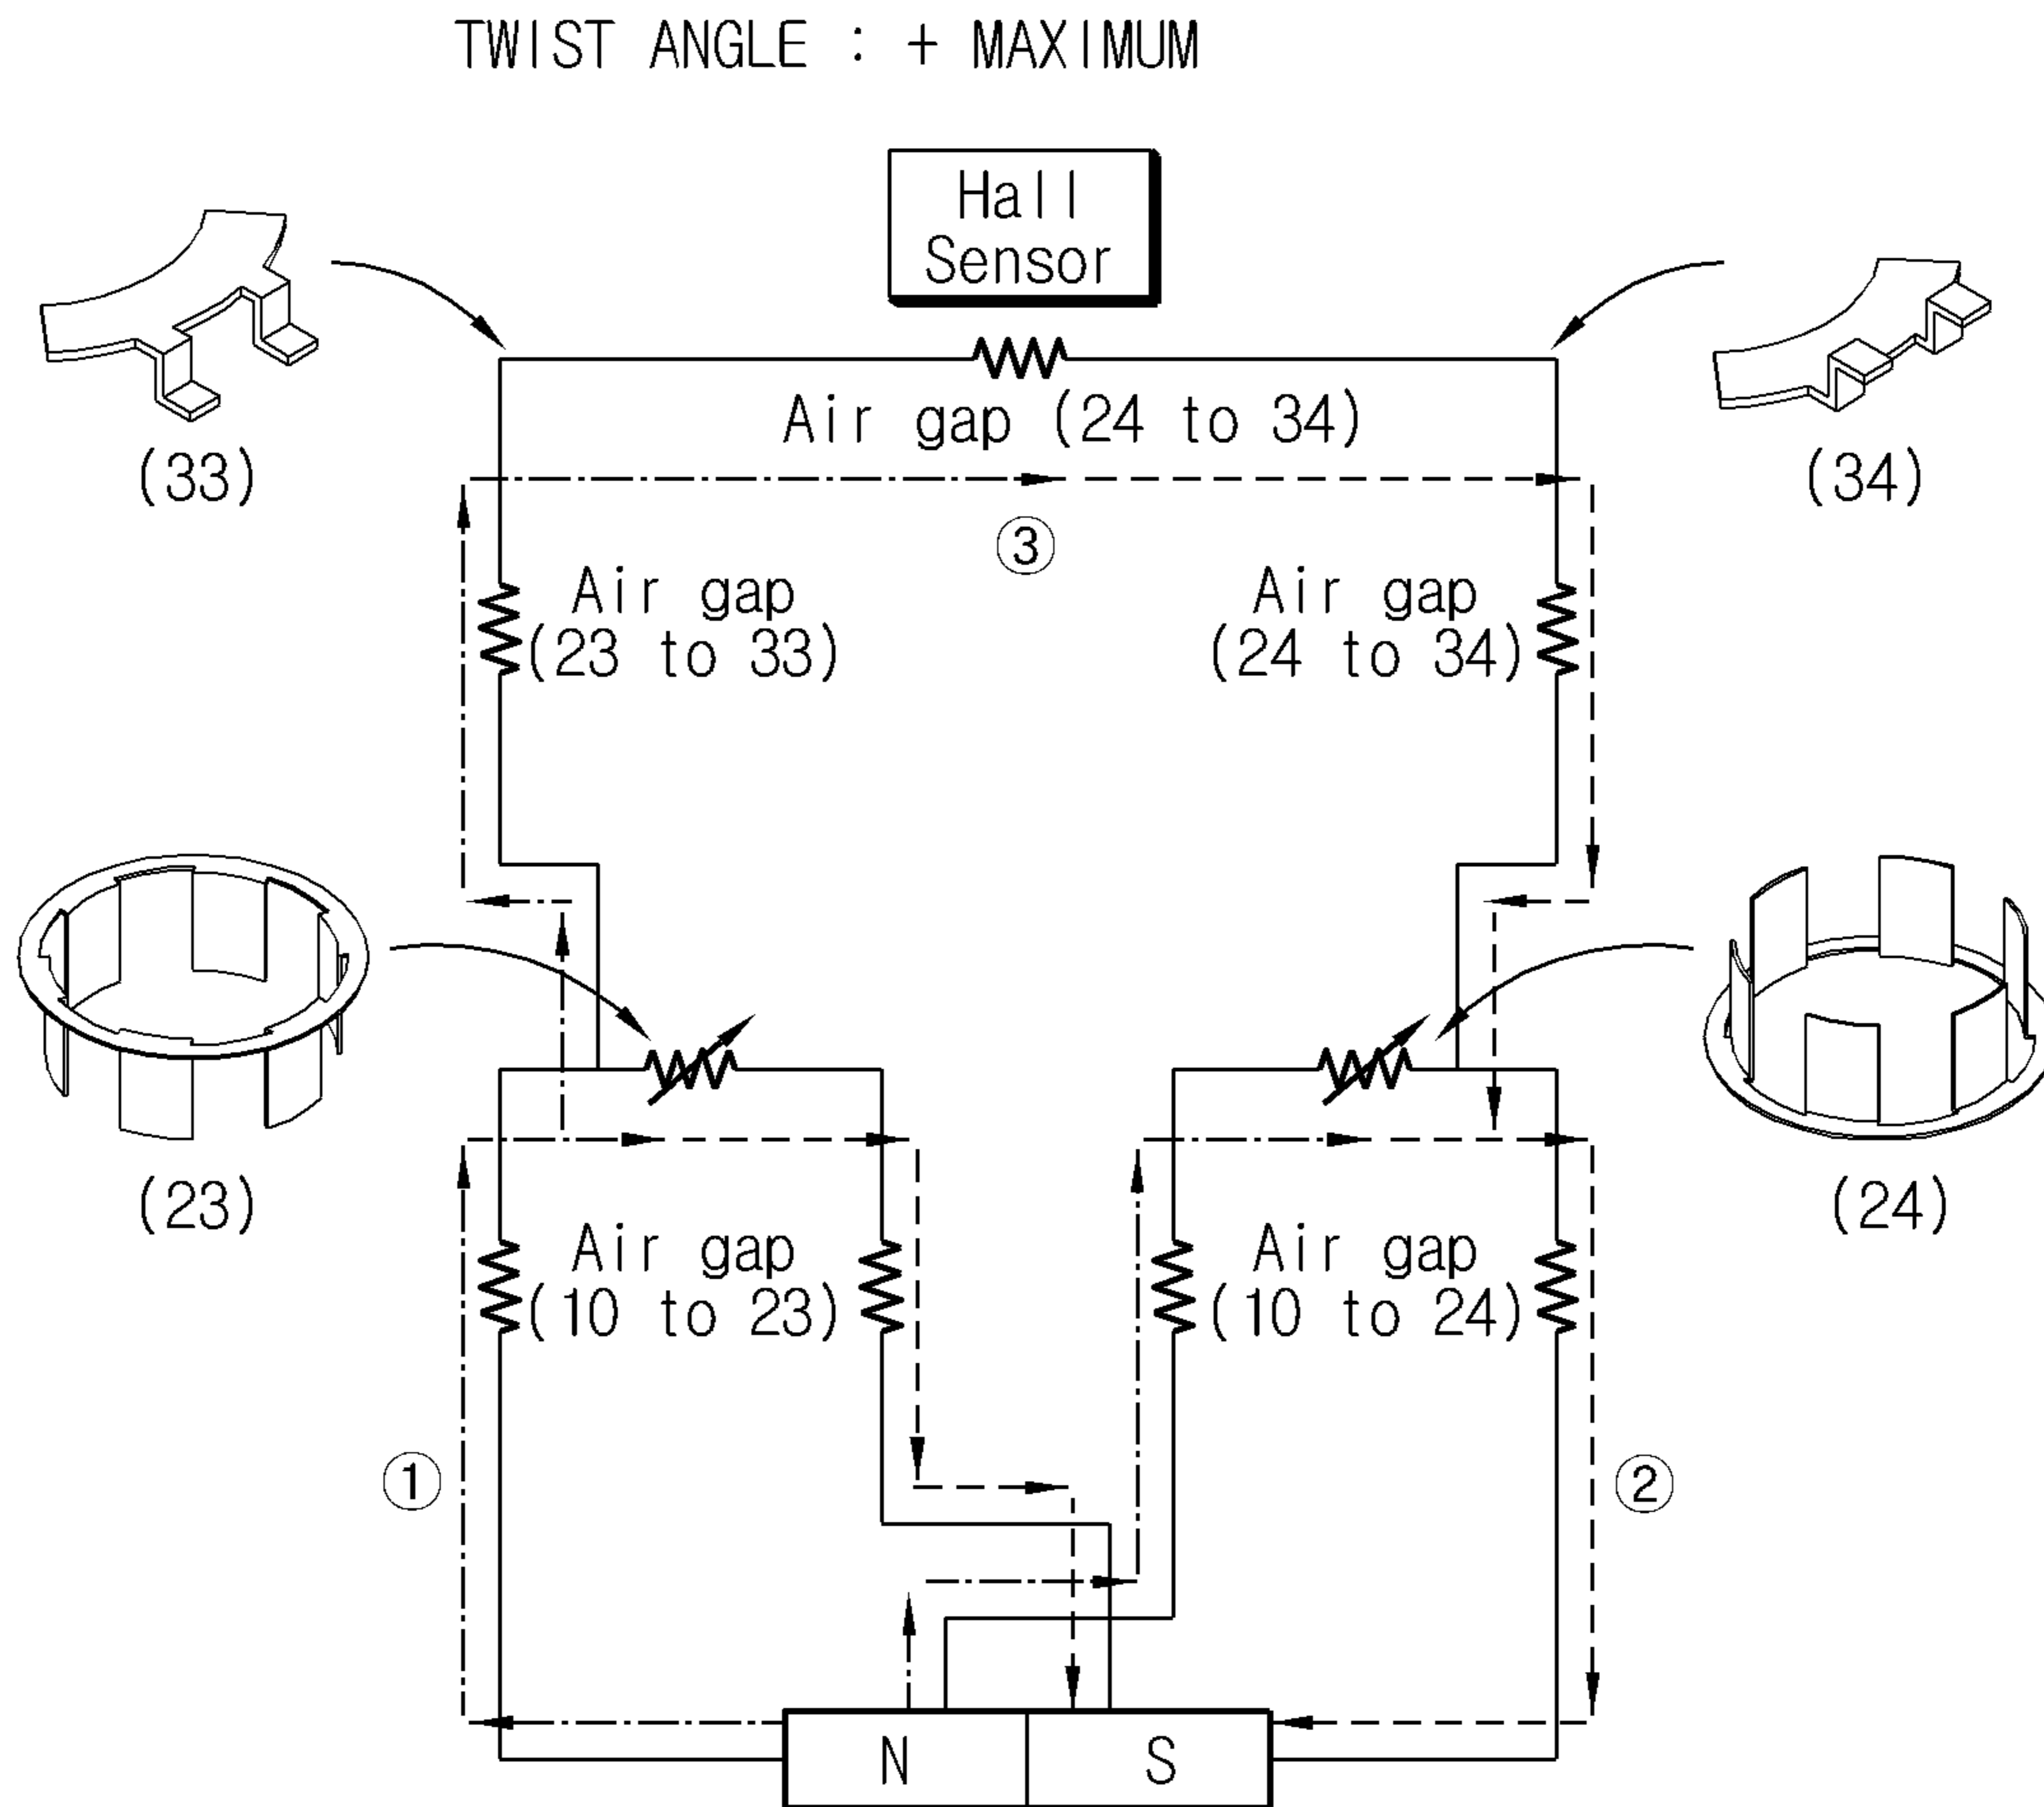 TWIST ANGLE : + MAXIMUM
Hall
Sensor
Air gap (24 to 34)
(33)
(34)
③
Air gap
(23 to 33)
Air gap
(24 to 34)
(23)
(24)
Air gap
(10 to 23)
Air gap
(10 to 24)
①
②
N
S